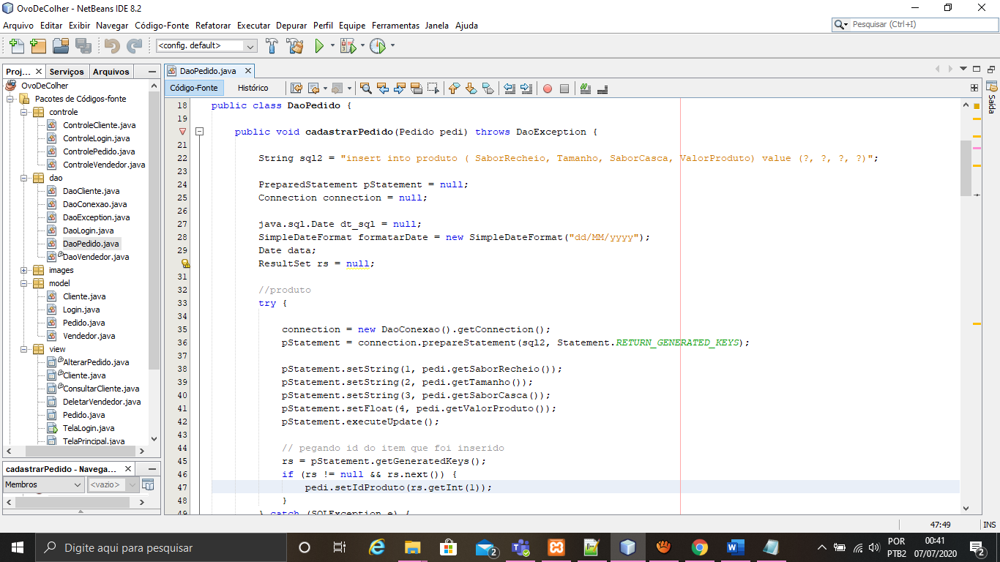 OvoDeColher - NetBeans IDE 8.2
Arquivo Editar Exibir Navegar Código-Fonte Refatorar Executar Depurar Perfil Equipe Ferramentas Janela Ajuda
Pesquisar (Ctrl+I)
<config. default>
Proj... Serviços Arquivos
OvoDeColher
Pacotes de Códigos-fonte
controle
ControleCliente.java
ControleLogin.java
ControlePedido.java
ControleVendedor.java
dao
DaoCliente.java
DaoConexao.java
DaoException.java
DaoLogin.java
DaoPedido.java
DaoVendedor.java
images
model
Cliente.java
Login.java
Pedido.java
Vendedor.java
view
AlterarPedido.java
Cliente.java
ConsultarCliente.java
DeletarVendedor.java
Pedido.java
TelaLogin.java
TelaPrincipal.java
cadastrarPedido - Navega...
Membros <vazio>
DaoPedido.java
Código-Fonte Histórico
18 public class DaoPedido {
19
public void cadastrarPedido(Pedido pedi) throws DaoException {
21
22 String sql2 = "insert into produto ( SaborRecheio, Tamanho, SaborCasca, ValorProduto) value (?, ?, ?, ?)";
23
24 PreparedStatement pStatement = null;
25 Connection connection = null;
26
27 java.sql.Date dt_sql = null;
28 SimpleDateFormat formatarDate = new SimpleDateFormat("dd/MM/yyyy");
29 Date data;
ResultSet rs = null;
31
32 //produto
33 try {
34
35 connection = new DaoConexao().getConnection();
36 pStatement = connection.prepareStatement(sql2, Statement.RETURN_GENERATED_KEYS);
37
38 pStatement.setString(1, pedi.getSaborRecheio());
39 pStatement.setString(2, pedi.getTamanho());
40 pStatement.setString(3, pedi.getSaborCasca());
41 pStatement.setFloat(4, pedi.getValorProduto());
42 pStatement.executeUpdate();
43
44 // pegando id do item que foi inserido
45 rs = pStatement.getGeneratedKeys();
46 if (rs != null && rs.next()) {
47 pedi.setIdProduto(rs.getInt(1));
48 }
49 } catch (SQLException e) {
Saída
47:49 INS
Digite aqui para pesquisar
2
POR
PTB2
00:41
07/07/2020
2